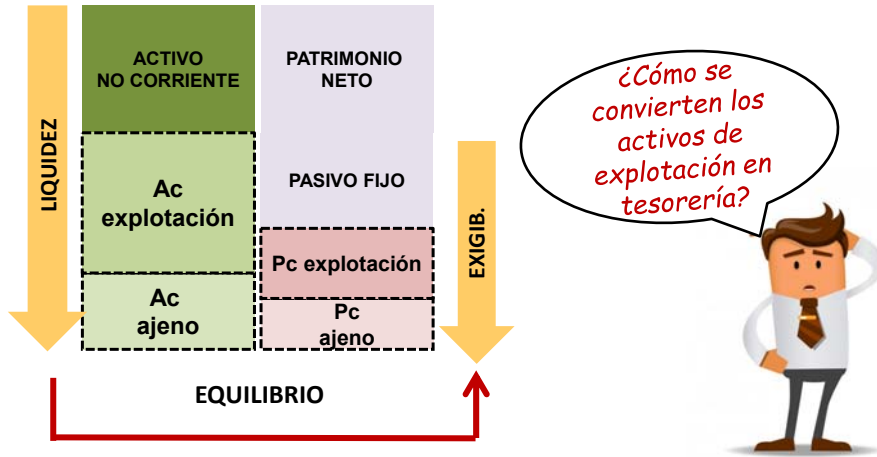 LIQUIDEZ
ACTIVO
NO CORRIENTE
Ac
explotación
Ac
ajeno
PATRIMONIO
NETO
PASIVO FIJO
Pc explotación
Pc
ajeno
EXIGIB.
EQUILIBRIO
¿Cómo se
convierten los
activos de
explotación en
tesorería?